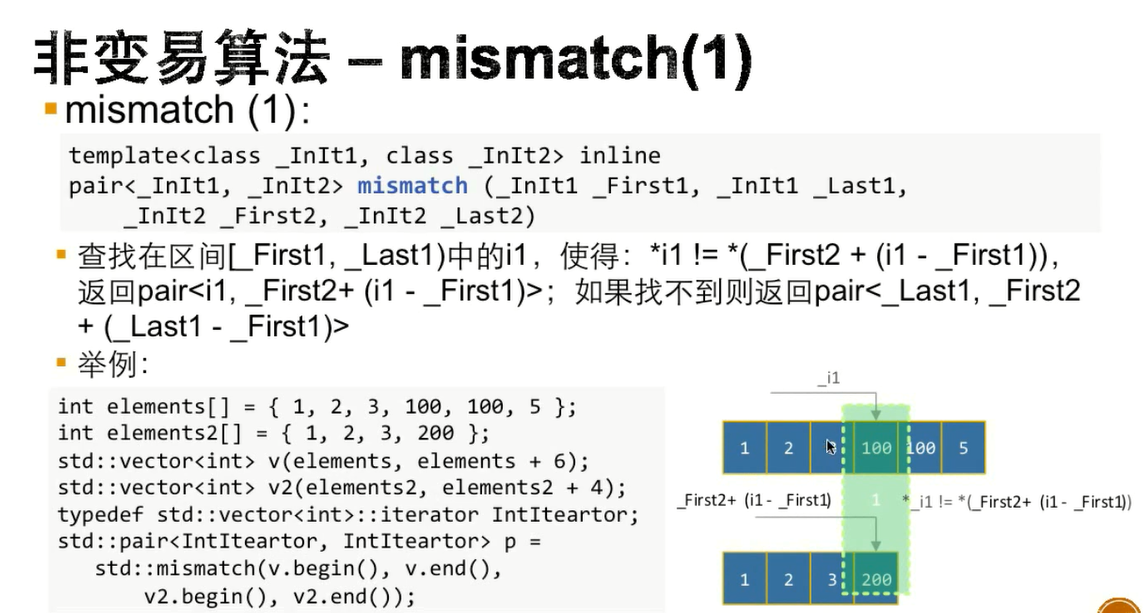 非变易算法 – mismatch(1)
▪mismatch (1)：
template<class _InIt1, class _InIt2> inline
pair<_InIt1, _InIt2> mismatch (_InIt1 _First1, _InIt1 _Last1,
_InIt2 _First2, _InIt2 _Last2)
▪ 查找在区间[_First1, _Last1)中的i1，使得：*i1 != *(_First2 + (i1 - _First1))，
返回pair<i1, _First2+ (i1 - _First1)>；如果找不到则返回pair<_Last1, _First2
+ (_Last1 - _First1)>
▪ 举例：
int elements[] = { 1, 2, 3, 100, 100, 5 };
int elements2[] = { 1, 2, 3, 200 };
std::vector<int> v(elements, elements + 6);
std::vector<int> v2(elements2, elements2 + 4);
typedef std::vector<int>::iterator IntIteartor;
std::pair<IntIteartor, IntIteartor> p =
std::mismatch(v.begin(), v.end(),
v2.begin(), v2.end());
_i1
1 2 100 100 5
_First2+ (i1 - _First1) 1 *_i1 != *(_First2+ (i1 - _First1))
1 2 3 200